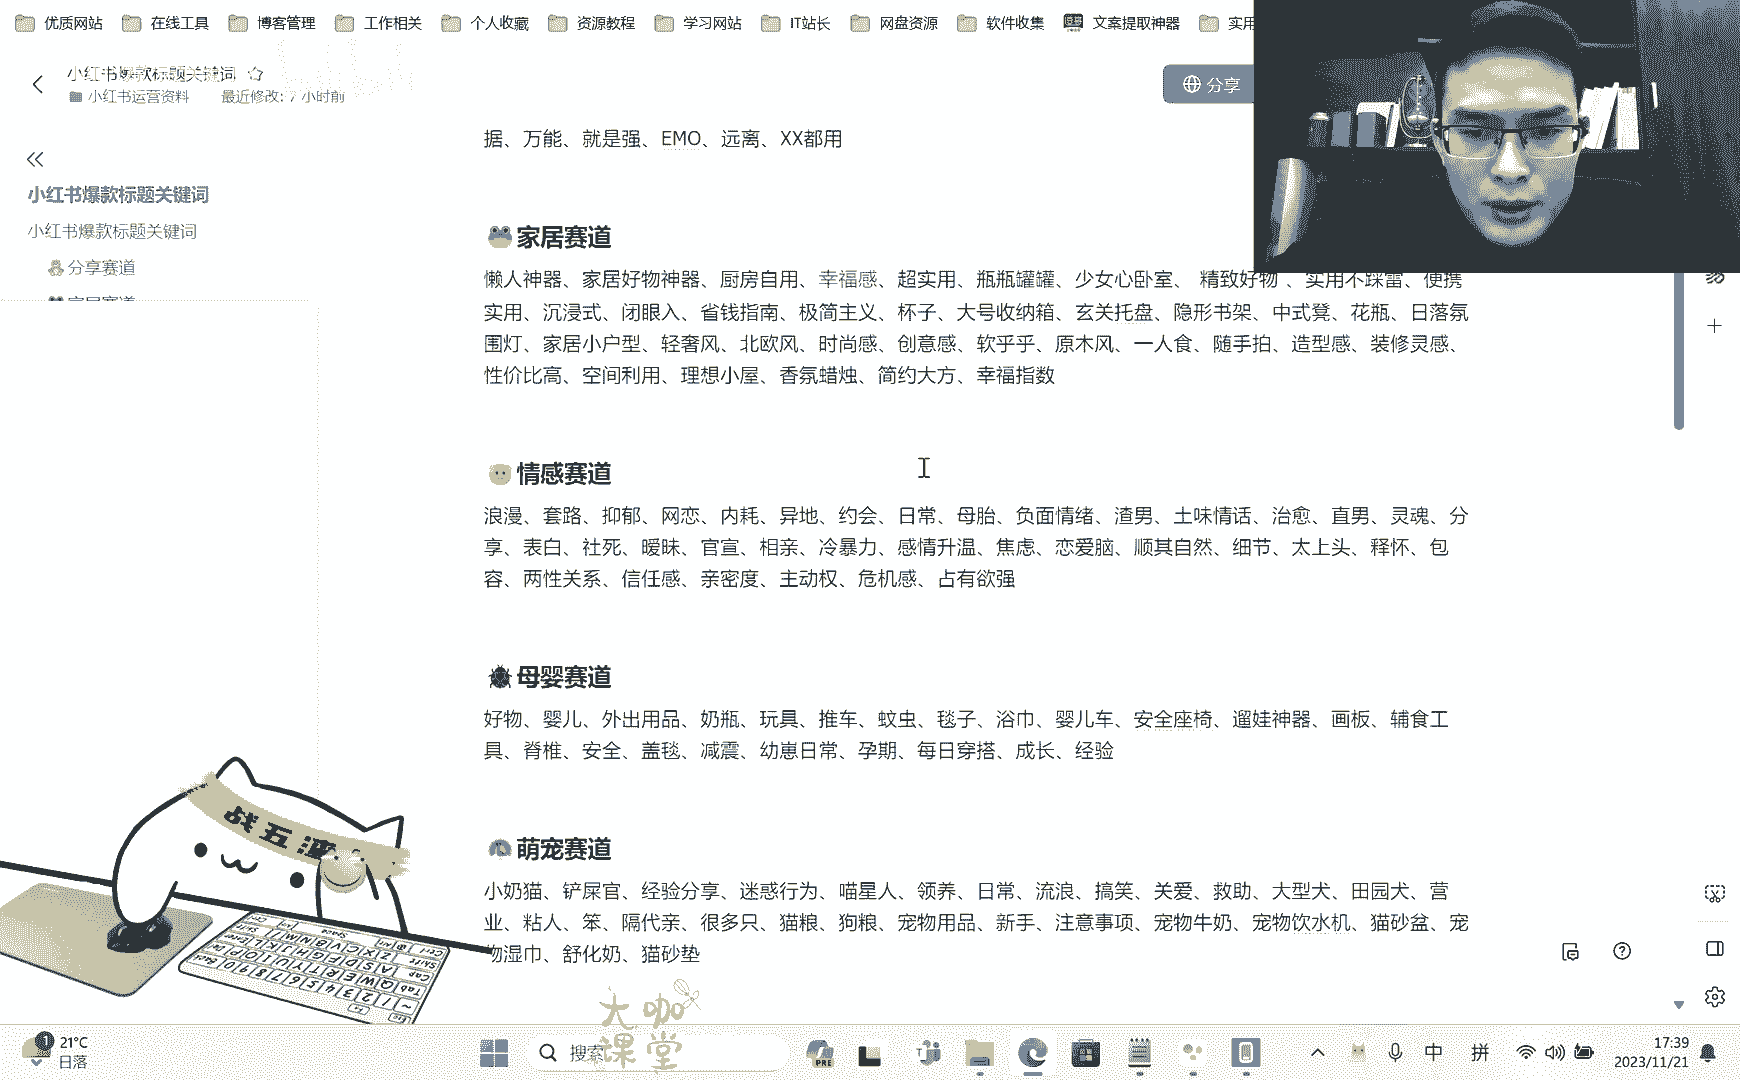 优质网站 在线工具 博客管理 工作相关 个人收藏 资源教程 学习网站 IT站长 网盘资源 软件收集 文案提取神器 实用
小红书爆款标题关键词
小红书运营资料 最近修改: 7 小时前
分享
据、万能、就是强、EMO、远离、XX都用
小红书爆款标题关键词
小红书爆款标题关键词
分享赛道
家居赛道
家居赛道
懒人神器、家居好物神器、厨房自用、幸福感、超实用、瓶瓶罐罐、少女心卧室、 精致好物 、实用不踩雷、便携
实用、沉浸式、闭眼入、省钱指南、极简主义、杯子、大号收纳箱、玄关托盘、隐形书架、中式凳、花瓶、日落氛
围灯、家居小户型、轻奢风、北欧风、时尚感、创意感、软乎乎、原木风、一人食、随手拍、造型感、装修灵感、
性价比高、空间利用、理想小屋、香氛蜡烛、简约大方、幸福指数
情感赛道
浪漫、套路、抑郁、网恋、内耗、异地、约会、日常、母胎、负面情绪、渣男、土味情话、治愈、直男、灵魂、分
享、表白、社死、暧昧、官宣、相亲、冷暴力、感情升温、焦虑、恋爱脑、顺其自然、细节、太上头、释怀、包
容、两性关系、信任感、亲密度、主动权、危机感、占有欲强
母婴赛道
好物、婴儿、外出用品、奶瓶、玩具、推车、蚊虫、毯子、浴巾、婴儿车、安全座椅、遛娃神器、画板、辅食工
具、脊椎、安全、盖毯、减震、幼崽日常、孕期、每日穿搭、成长、经验
萌宠赛道
小奶猫、铲屎官、经验分享、迷惑行为、喵星人、领养、日常、流浪、搞笑、关爱、救助、大型犬、田园犬、营
业、粘人、笨、隔代亲、很多只、猫粮、狗粮、宠物用品、新手、注意事项、宠物牛奶、宠物饮水机、猫砂盆、宠
物湿巾、舒化奶、猫砂垫
战五渣
大咖
课堂
1 21°C
日落
搜索
PRE
中 拼
17:39
2023/11/21